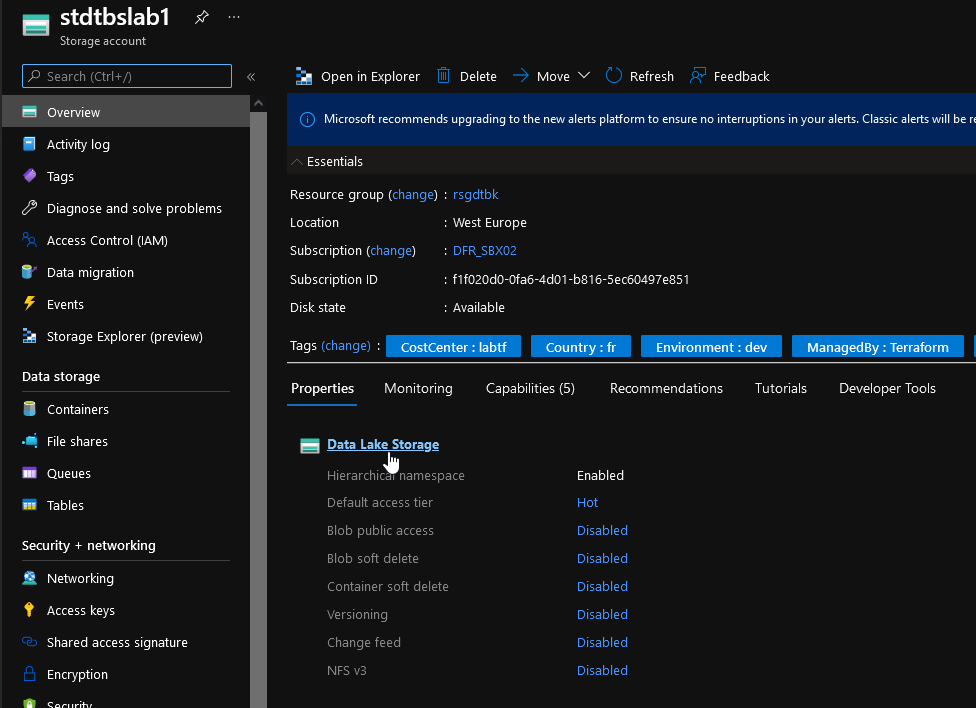 stdtbslab1
Storage account
Search (Ctrl+/)
«
Overview
Activity log
Tags
Diagnose and solve problems
Access Control (IAM)
Data migration
Events
Storage Explorer (preview)
Data storage
Containers
File shares
Queues
Tables
Security + networking
Networking
Access keys
Shared access signature
Encryption
Security
Open in Explorer Delete Move Refresh Feedback
Microsoft recommends upgrading to the new alerts platform to ensure no interruptions in your alerts. Classic alerts will be re
Essentials
Resource group (change) : rsgdtbk
Location : West Europe
Subscription (change) : DFR_SBX02
Subscription ID : f1f020d0-0fa6-4d01-b816-5ec60497e851
Disk state : Available
Tags (change) : CostCenter : labtf Country : fr Environment : dev ManagedBy : Terraform
Properties Monitoring Capabilities (5) Recommendations Tutorials Developer Tools
Data Lake Storage
Hierarchical namespace Enabled
Default access tier Hot
Blob public access Disabled
Blob soft delete Disabled
Container soft delete Disabled
Versioning Disabled
Change feed Disabled
NFS v3 Disabled